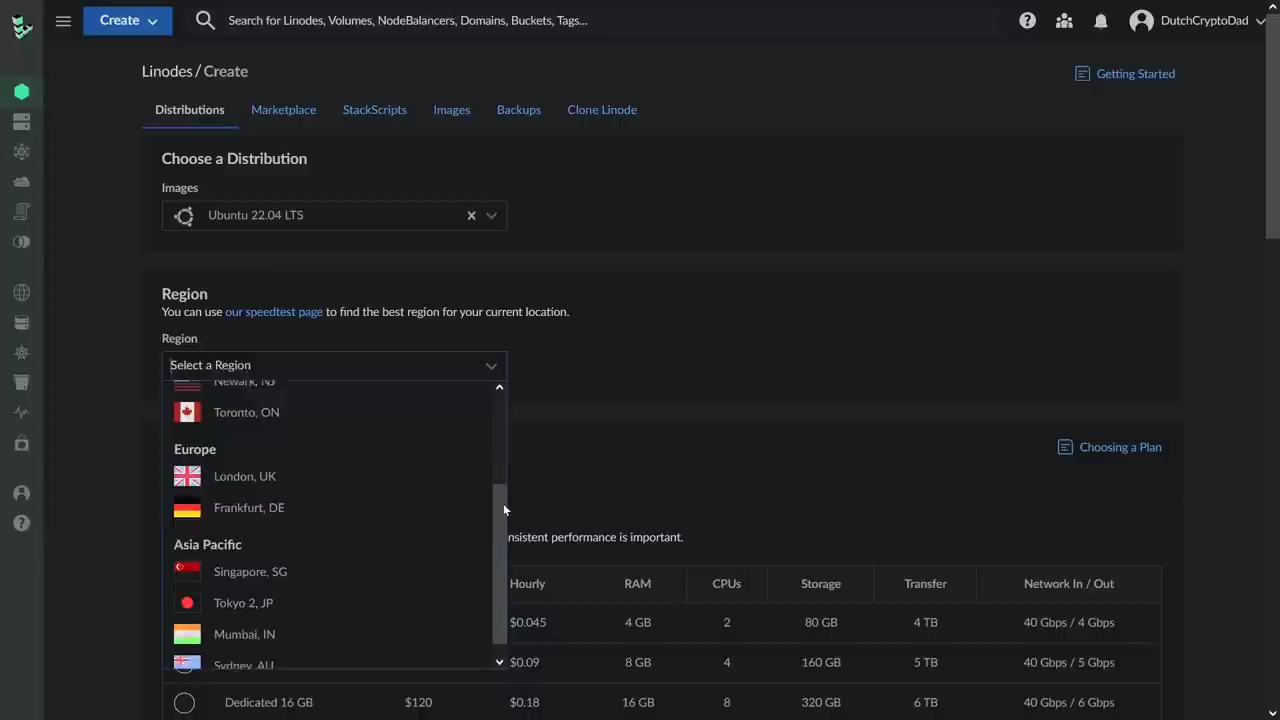 Create
Search for Linodes, Volumes, NodeBalancers, Domains, Buckets, Tags...
DutchCryptoDad
Linodes / Create
Getting Started
Distributions
Marketplace
StackScripts
Images
Backups
Clone Linode
Choose a Distribution
Images
Ubuntu 22.04 LTS
Region
You can use our speedtest page to find the best region for your current location.
Region
Select a Region
Newark, NJ
Toronto, ON
Europe
London, UK
Frankfurt, DE
Asia Pacific
Singapore, SG
Tokyo 2, JP
Mumbai, IN
Sydney, AU
Choosing a Plan
consistent performance is important.
Hourly RAM CPUs Storage Transfer Network In / Out
$0.045 4 GB 2 80 GB 4 TB 40 Gbps / 4 Gbps
$0.09 8 GB 4 160 GB 5 TB 40 Gbps / 5 Gbps
Dedicated 16 GB $120 $0.18 16 GB 8 320 GB 6 TB 40 Gbps / 6 Gbps